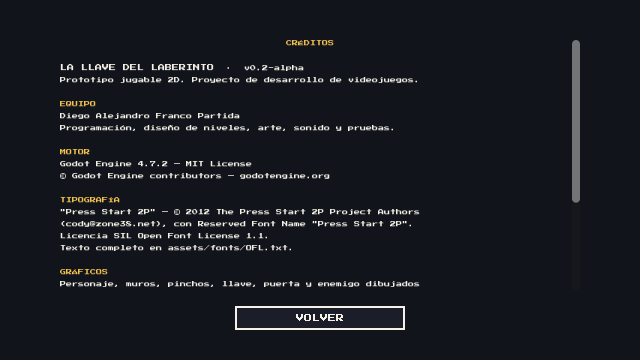 CRéDITOS
LA LLAVE DEL LABERINTO · v0.2-alpha
Prototipo jugable 2D. Proyecto de desarrollo de videojuegos.
EQUIPO
Diego Alejandro Franco Partida
Programación, diseño de niveles, arte, sonido y pruebas.
MOTOR
Godot Engine 4.7.2 — MIT License
© Godot Engine contributors — godotengine.org
TIPOGRAFíA
"Press Start 2P" — © 2012 The Press Start 2P Project Authors
(cody@zone38.net), con Reserved Font Name "Press Start 2P".
Licencia SIL Open Font License 1.1.
Texto completo en assets/fonts/OFL.txt.
GRáFICOS
Personaje, muros, pinchos, llave, puerta y enemigo dibujados
VOLVER